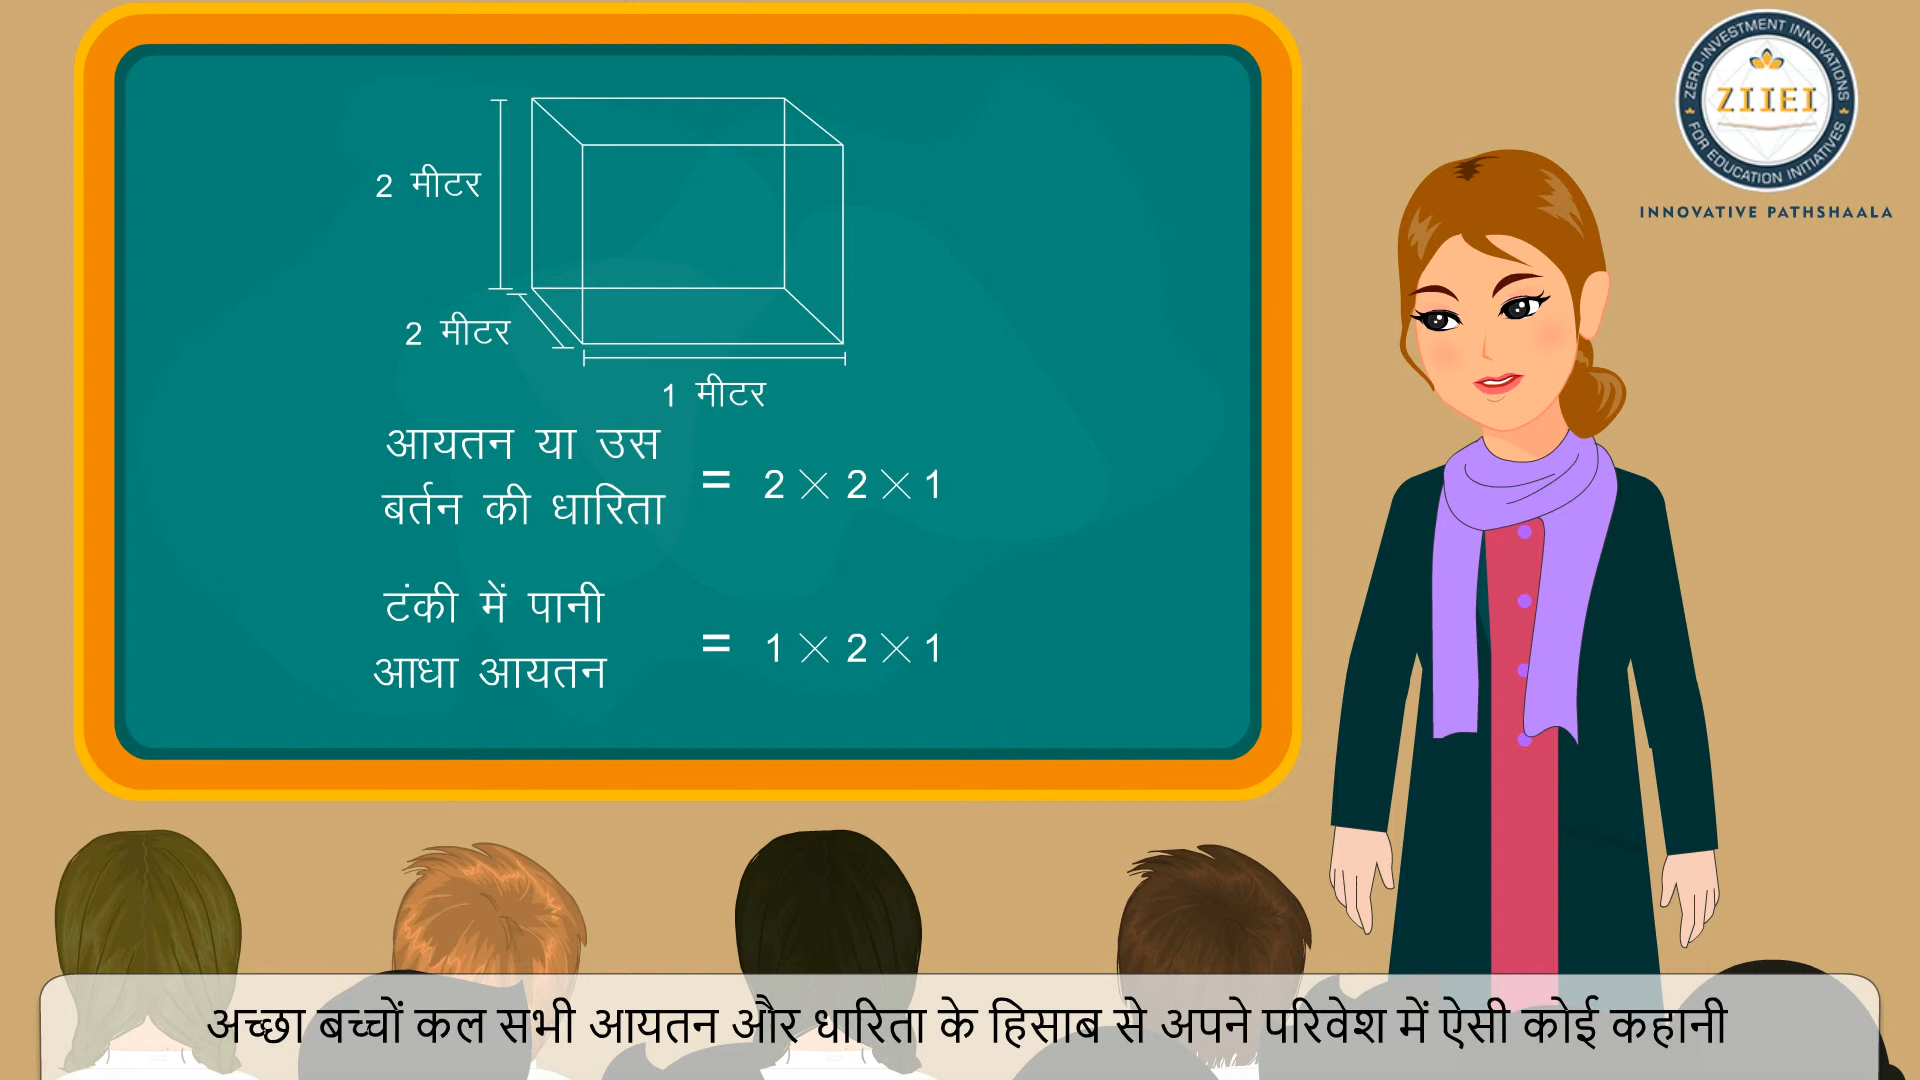 ZERO-INVESTMENT INNOVATIONS
ZIIEI
FOR EDUCATION INITIATIVES
INNOVATIVE PATHSHAALA
2 मीटर
2 मीटर
1 मीटर
आयतन या उस
बर्तन की धारिता = 2 × 2 × 1
टंकी में पानी
आधा आयतन = 1 × 2 × 1
अच्छा बच्चों कल सभी आयतन और धारिता के हिसाब से अपने परिवेश में ऐसी कोई कहानी